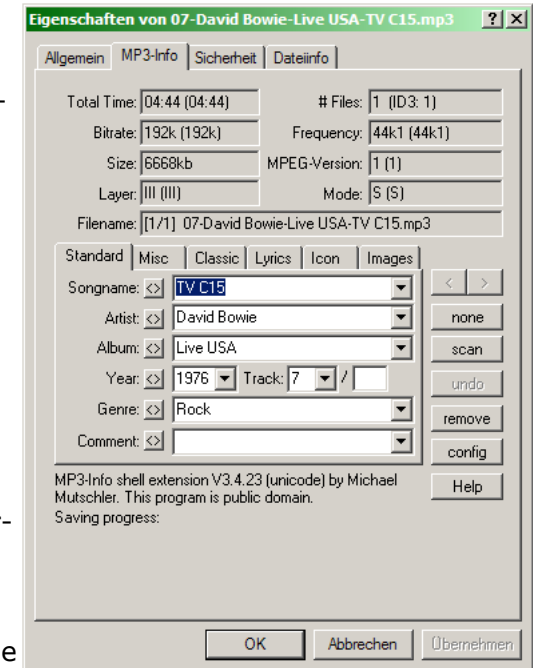 Eigenschaften von 07-David Bowie-Live USA-TV C15.mp3 ? X
Allgemein MP3-Info Sicherheit Dateiinfo
Total Time: 04:44 (04:44) # Files: 1 (ID3: 1)
Bitrate: 192k (192k) Frequency: 44k1 (44k1)
Size: 6668kb MPEG-Version: 1 (1)
Layer: III (III) Mode: S (S)
Filename: [1/1] 07-David Bowie-Live USA-TV C15.mp3
Standard Misc Classic Lyrics Icon Images
Songname: <> TV C15 < >
Artist: <> David Bowie none
Album: <> Live USA scan
Year: <> 1976 Track: 7 / undo
Genre: <> Rock remove
Comment: <> config
MP3-Info shell extension V3.4.23 (unicode) by Michael Help
Mutschler. This program is public domain.
Saving progress:
-
e
OK Abbrechen Übernehmen